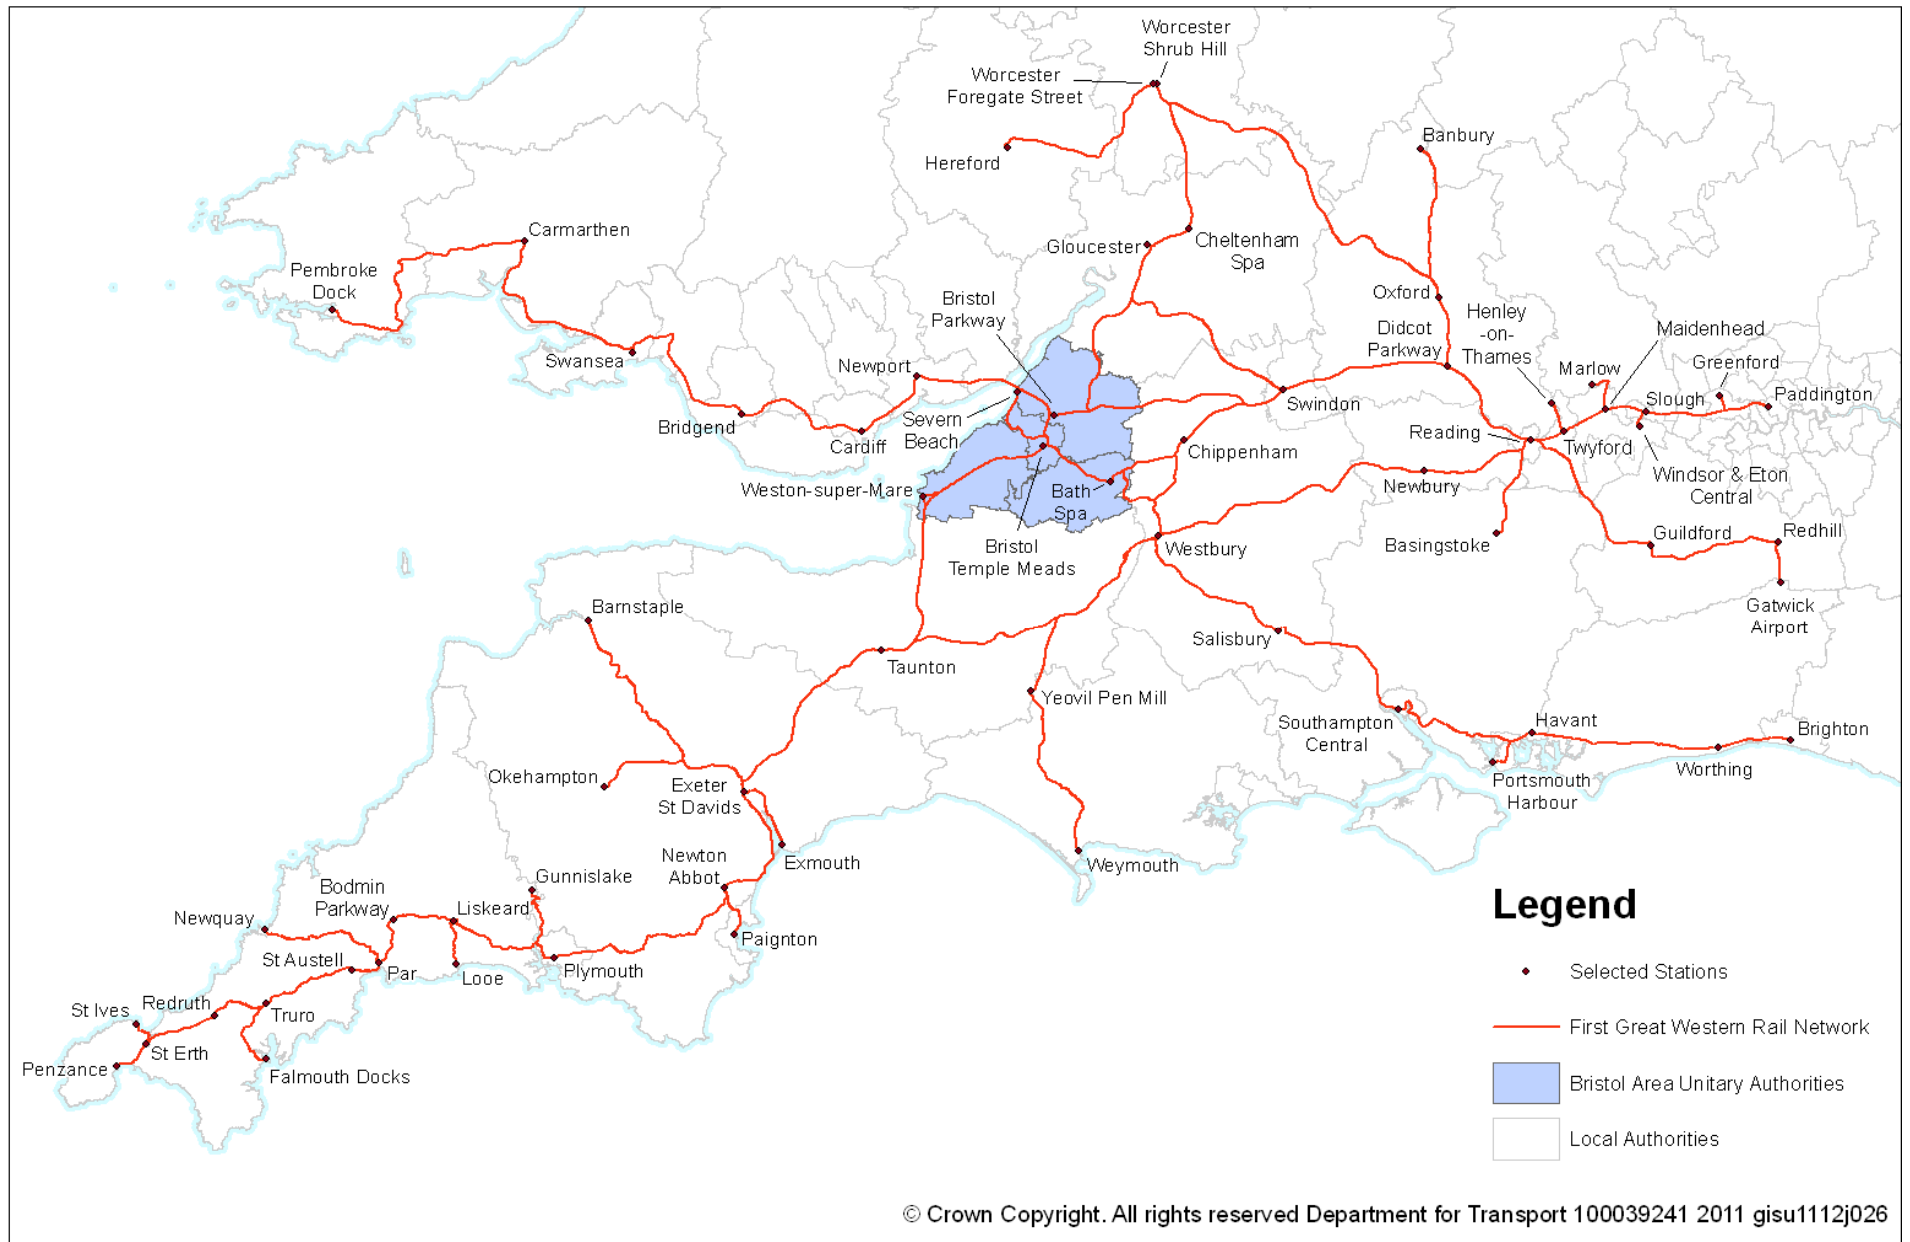 Worcester
Shrub Hill
Worcester
Foregate Street
Hereford
Banbury
Carmarthen
Pembroke
Dock
Gloucester
Cheltenham
Spa
Bristol
Parkway
Oxford
Henley
-on-
Thames
Didcot
Parkway
Maidenhead
Marlow
Greenford
Swansea
Newport
Slough
Paddington
Severn
Beach
Swindon
Bridgend
Cardiff
Reading
Twyford
Chippenham
Windsor & Eton
Central
Weston-super-Mare
Bath
Spa
Newbury
Bristol
Temple Meads
Westbury
Basingstoke
Guildford
Redhill
Gatwick
Airport
Barnstaple
Salisbury
Taunton
Yeovil Pen Mill
Southampton
Central
Havant
Brighton
Worthing
Portsmouth
Harbour
Okehampton
Exeter
St Davids
Exmouth
Weymouth
Newton
Abbot
Gunnislake
Bodmin
Parkway
Liskeard
Newquay
Paignton
St Austell
Par
Looe
Plymouth
St Ives
Redruth
Truro
St Erth
Penzance
Falmouth Docks
Legend
Selected Stations
First Great Western Rail Network
Bristol Area Unitary Authorities
Local Authorities
© Crown Copyright. All rights reserved Department for Transport 100039241 2011 gisu1112j026